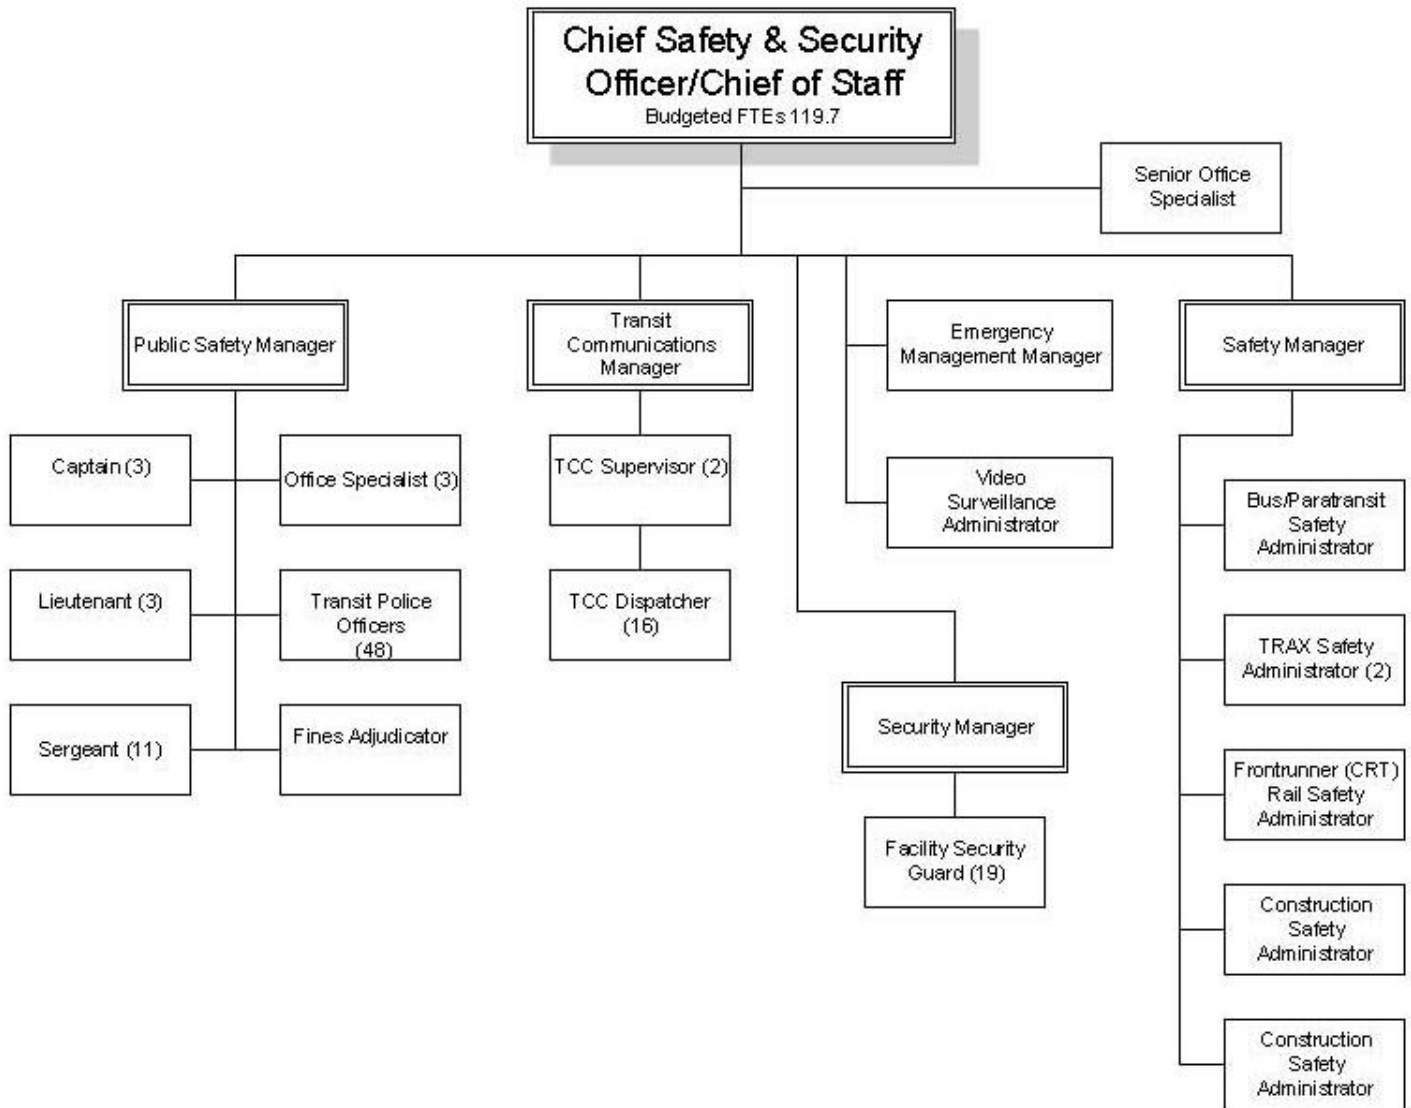 Chief Safety & Security
Officer/Chief of Staff
Budgeted FTEs 119.7
Senior Office
Specialist
Public Safety Manager
Captain (3)
Office Specialist (3)
Lieutenant (3)
Transit Police
Officers
(48)
Sergeant (11)
Fines Adjudicator
Transit
Communications
Manager
TCC Supervisor (2)
TCC Dispatcher
(16)
Emergency
Management Manager
Video
Surveillance
Administrator
Security Manager
Facility Security
Guard (19)
Safety Manager
Bus/Paratransit
Safety
Administrator
TRAX Safety
Administrator (2)
Frontrunner (CRT)
Rail Safety
Administrator
Construction
Safety
Administrator
Construction
Safety
Administrator